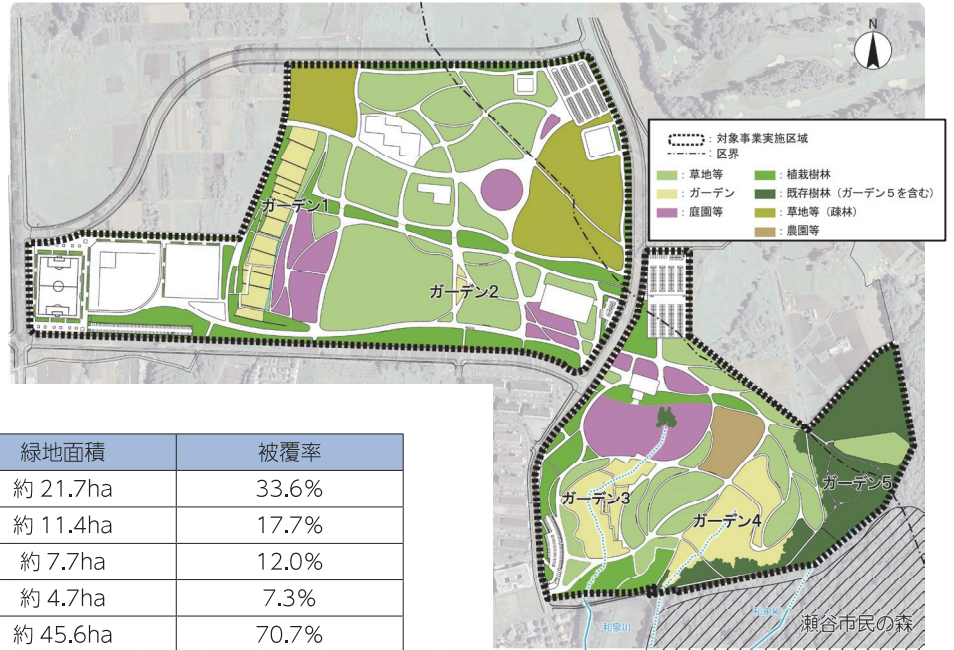 N
：対象事業実施区域
：区界
：草地等
：植栽樹林
：ガーデン
：既存樹林（ガーデン５を含む）
：庭園等
：草地等（疎林）
：農園等
ガーデン1
ガーデン2
ガーデン3
ガーデン4
ガーデン5
和泉川
和泉川
瀬谷市民の森
緑地面積 被覆率
約 21.7ha 33.6%
約 11.4ha 17.7%
約 7.7ha 12.0%
約 4.7ha 7.3%
約 45.6ha 70.7%